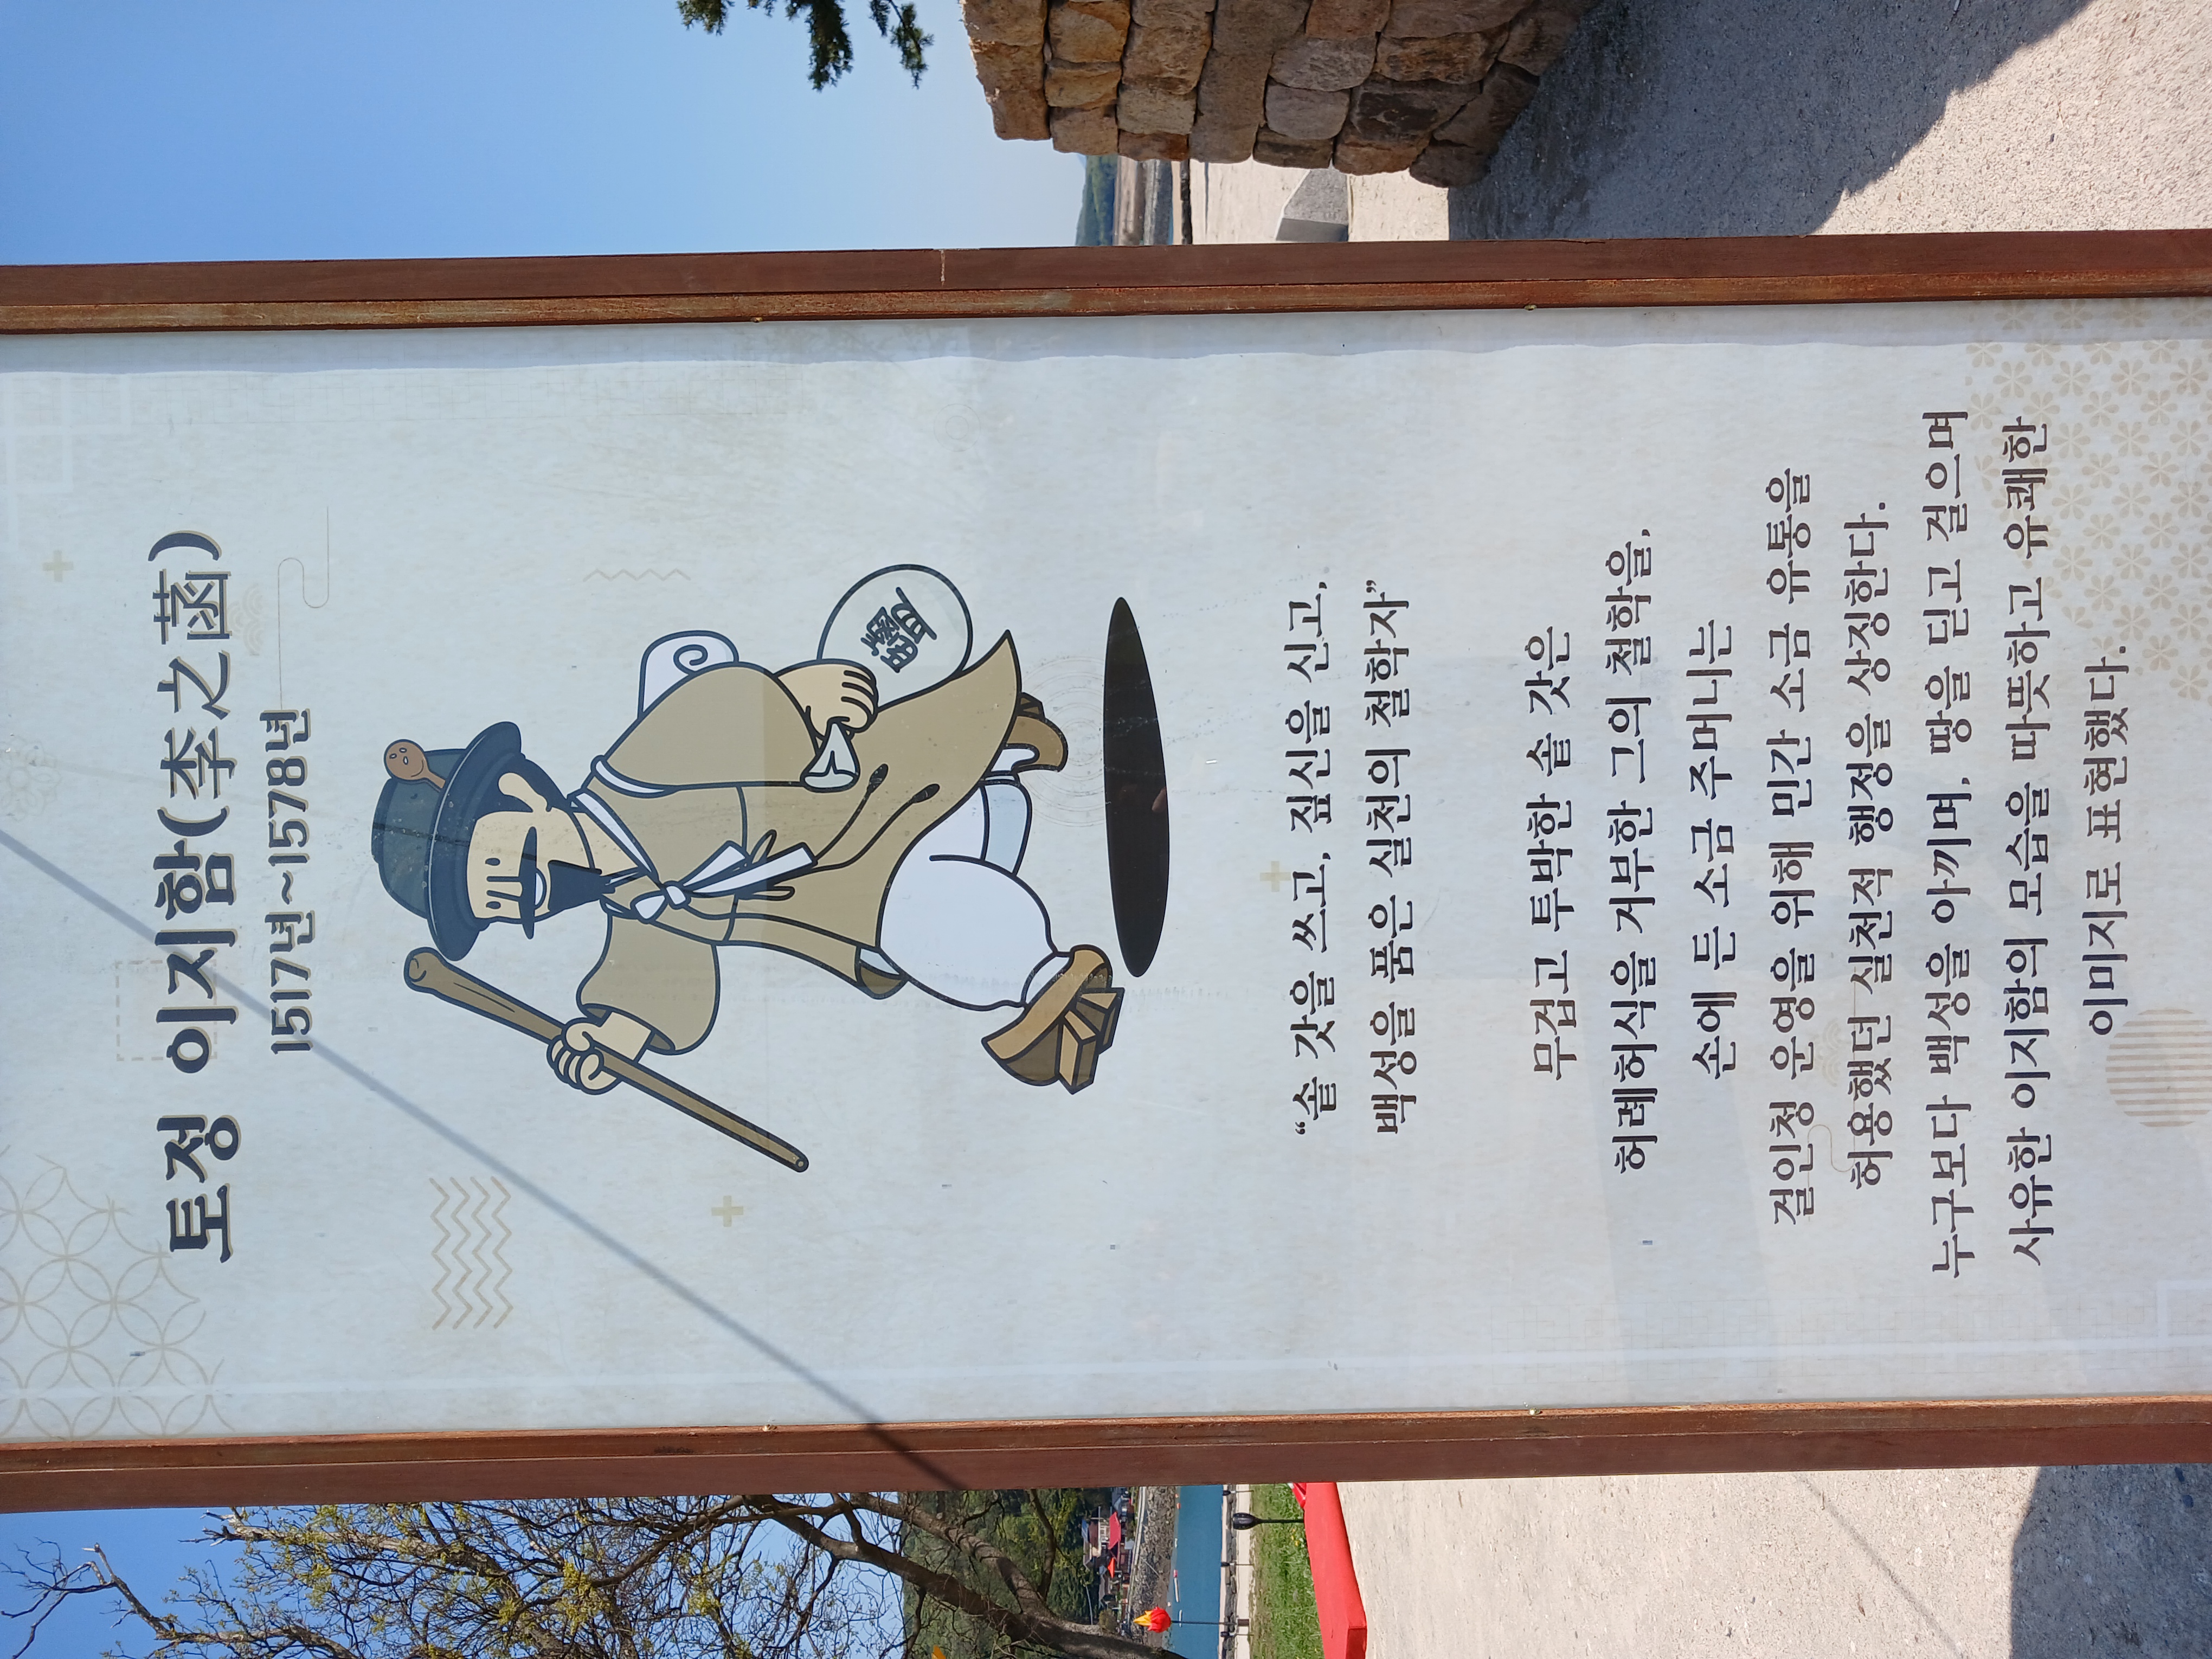 토정 이지함(李之菡)
1517년~1578년
"솥 갓을 쓰고, 짚신을 신고,
백성을 품은 실천의 철학자"
무겁고 투박한 솥 갓은
허례허식을 거부한 그의 철학을,
손에 든 소금 주머니는
걸인청 운영을 위해 민간 소금 유통을
허용했던 실천적 행정을 상징한다.
누구보다 백성을 아끼며, 땅을 딛고 걸으며
사유한 이지함의 모습을 따뜻하고 유쾌한
이미지로 표현했다.